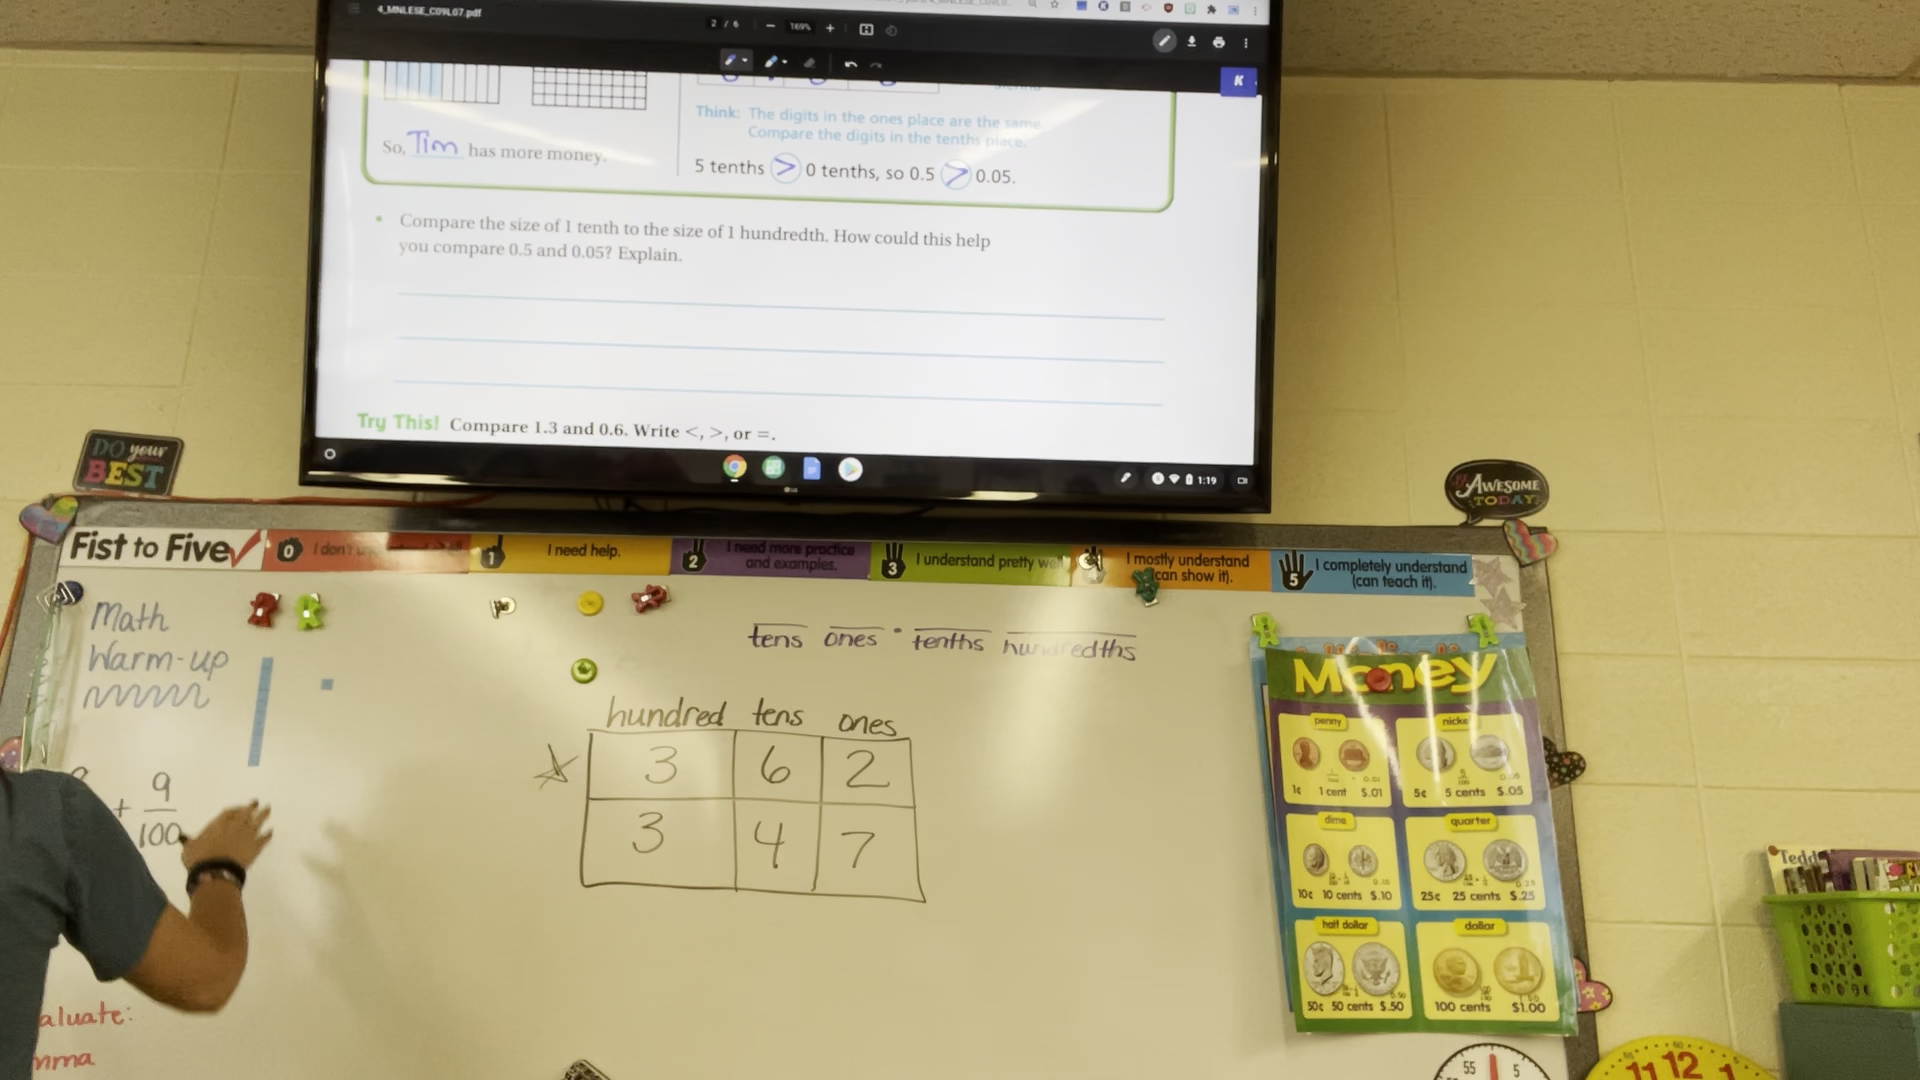 4_MNLESE_C09L07.pdf
2 / 6
169%
K
So, Tim has more money.
Think: The digits in the ones place are the same.
Compare the digits in the tenths place.
5 tenths > 0 tenths, so 0.5 > 0.05.
• Compare the size of 1 tenth to the size of 1 hundredth. How could this help
you compare 0.5 and 0.05? Explain.
Try This! Compare 1.3 and 0.6. Write <, >, or =.
1:19
DO your
BEST
AWESOME
TODAY
Fist to Five
0 I don't
1 I need help.
2 I need more practice
and examples.
3 I understand pretty well
I mostly understand
(can show it).
5 I completely understand
(can teach it).
Math
Warm-up
tens ones . tenths hundredths
hundred tens ones
3 6 2
3 4 7
+ 9
100
aluate:
mma
Money
penny
1¢ 1 cent $.01
nicke
5¢ 5 cents $.05
dime
10¢ 10 cents $.10
quarter
25¢ 25 cents $.25
half dollar
50¢ 50 cents $.50
dollar
100 cents $1.00
Tedd
55 5
11 12 1